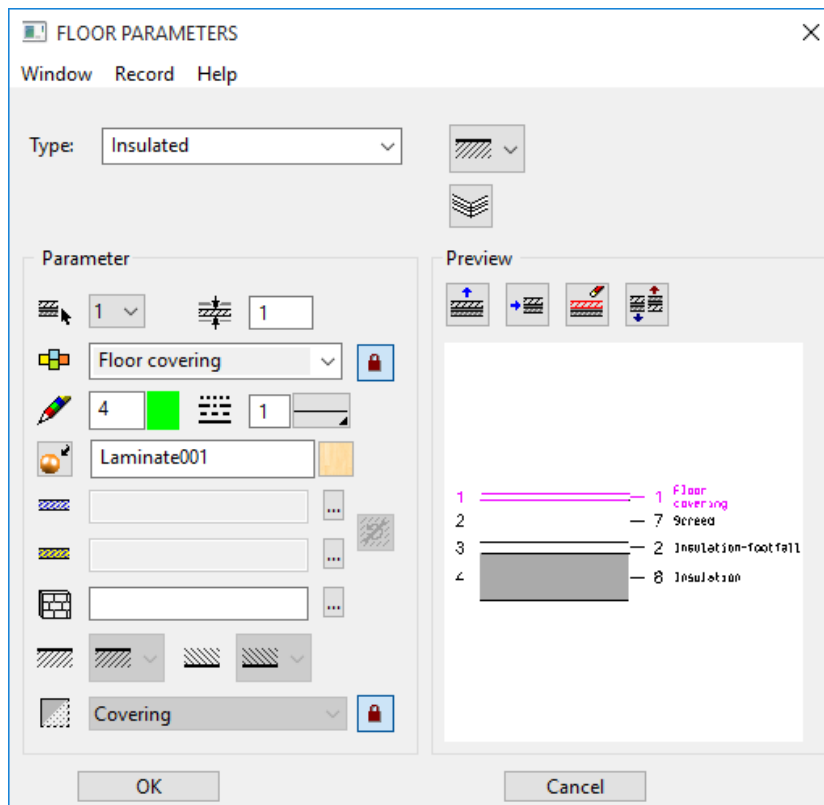 FLOOR PARAMETERS
Window Record Help
Type: Insulated
Parameter
Preview
1 1
Floor covering
4 1
Laminate001
...
...
...
Covering
1 1 Floor covering
2 7 Screed
3 2 Insulation-footfall
4 8 Insulation
OK Cancel